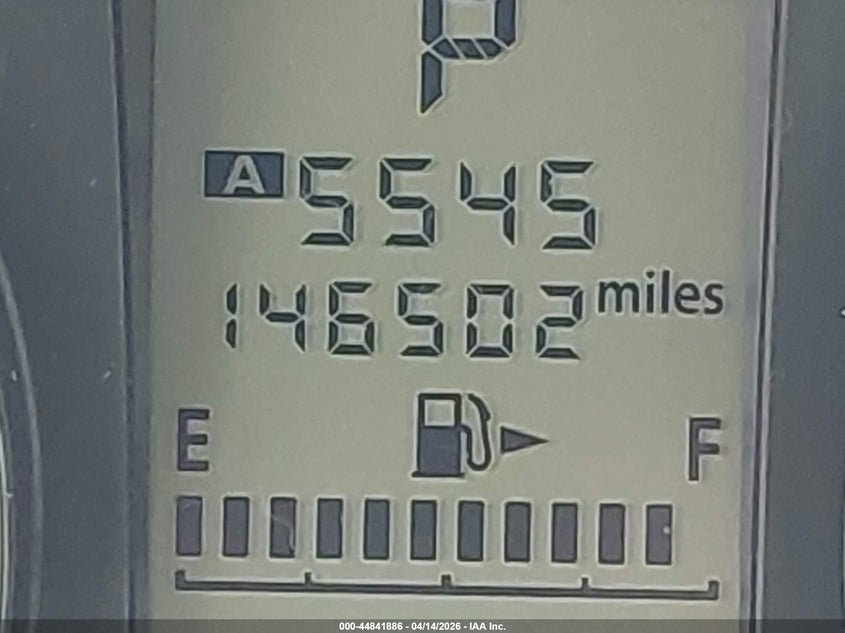 P
A 5545
146502 miles
E F
000-44841886 - 04/14/2026 - IAA Inc.